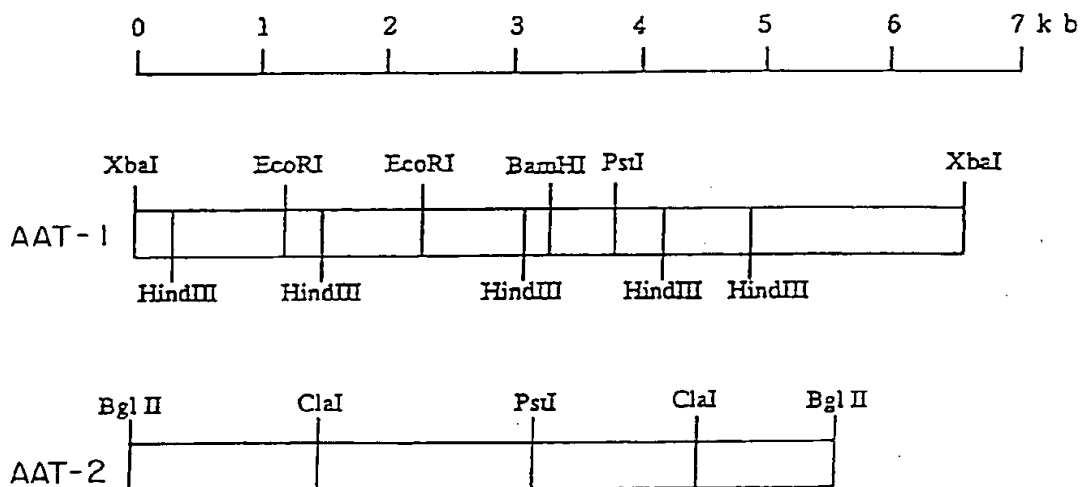 0 1 2 3 4 5 6 7 k b
XbaI EcoRI EcoRI BamHI PstI XbaI
AAT-1
HindIII HindIII HindIII HindIII HindIII
Bgl II ClaI PstI ClaI Bgl II
AAT-2